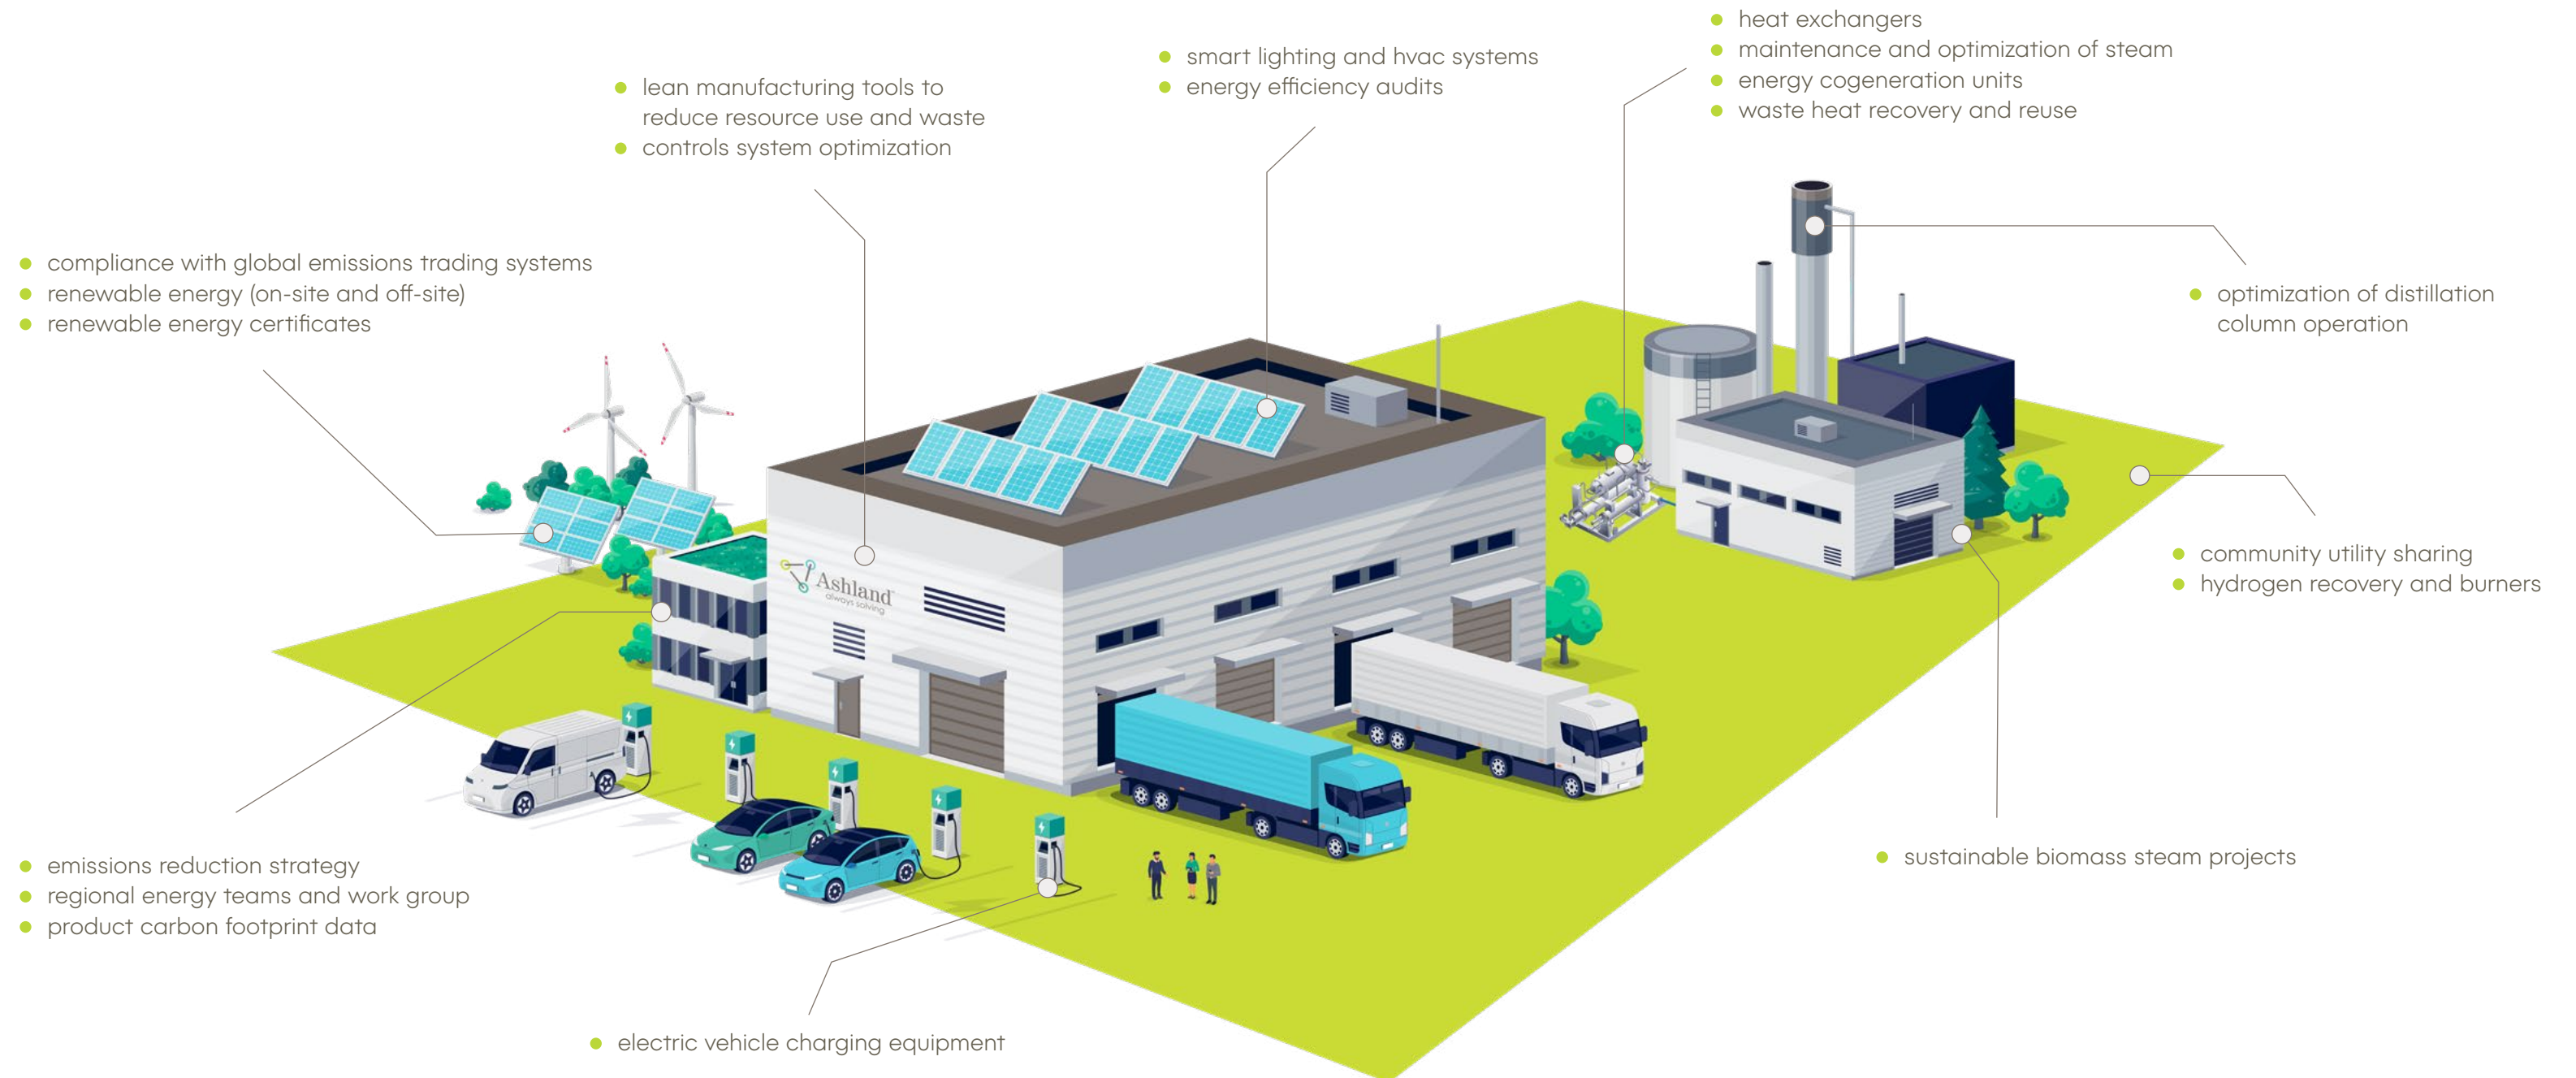 heat exchangers
maintenance and optimization of steam
energy cogeneration units
waste heat recovery and reuse
smart lighting and hvac systems
energy efficiency audits
lean manufacturing tools to
reduce resource use and waste
controls system optimization
compliance with global emissions trading systems
renewable energy (on-site and off-site)
renewable energy certificates
optimization of distillation
column operation
community utility sharing
hydrogen recovery and burners
Ashland
always solving
sustainable biomass steam projects
emissions reduction strategy
regional energy teams and work group
product carbon footprint data
electric vehicle charging equipment